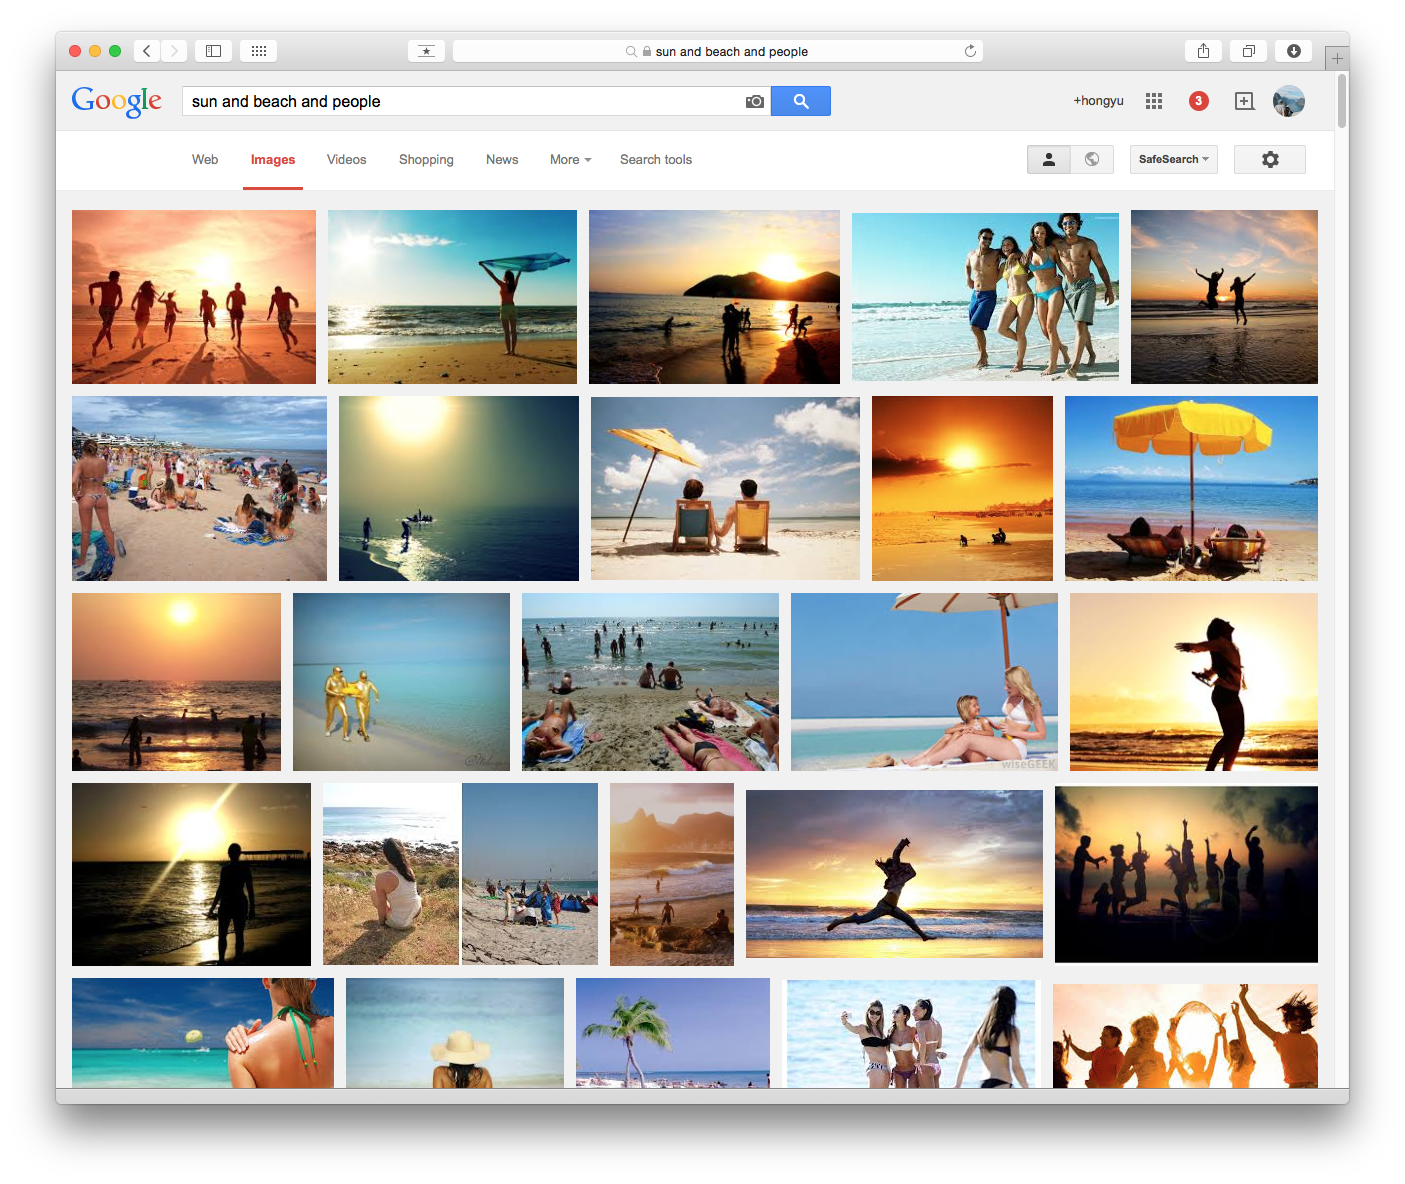 sun and beach and people
Google
sun and beach and people
+hongyu
3
Web Images Videos Shopping News More Search tools
SafeSearch
wiseGEEK